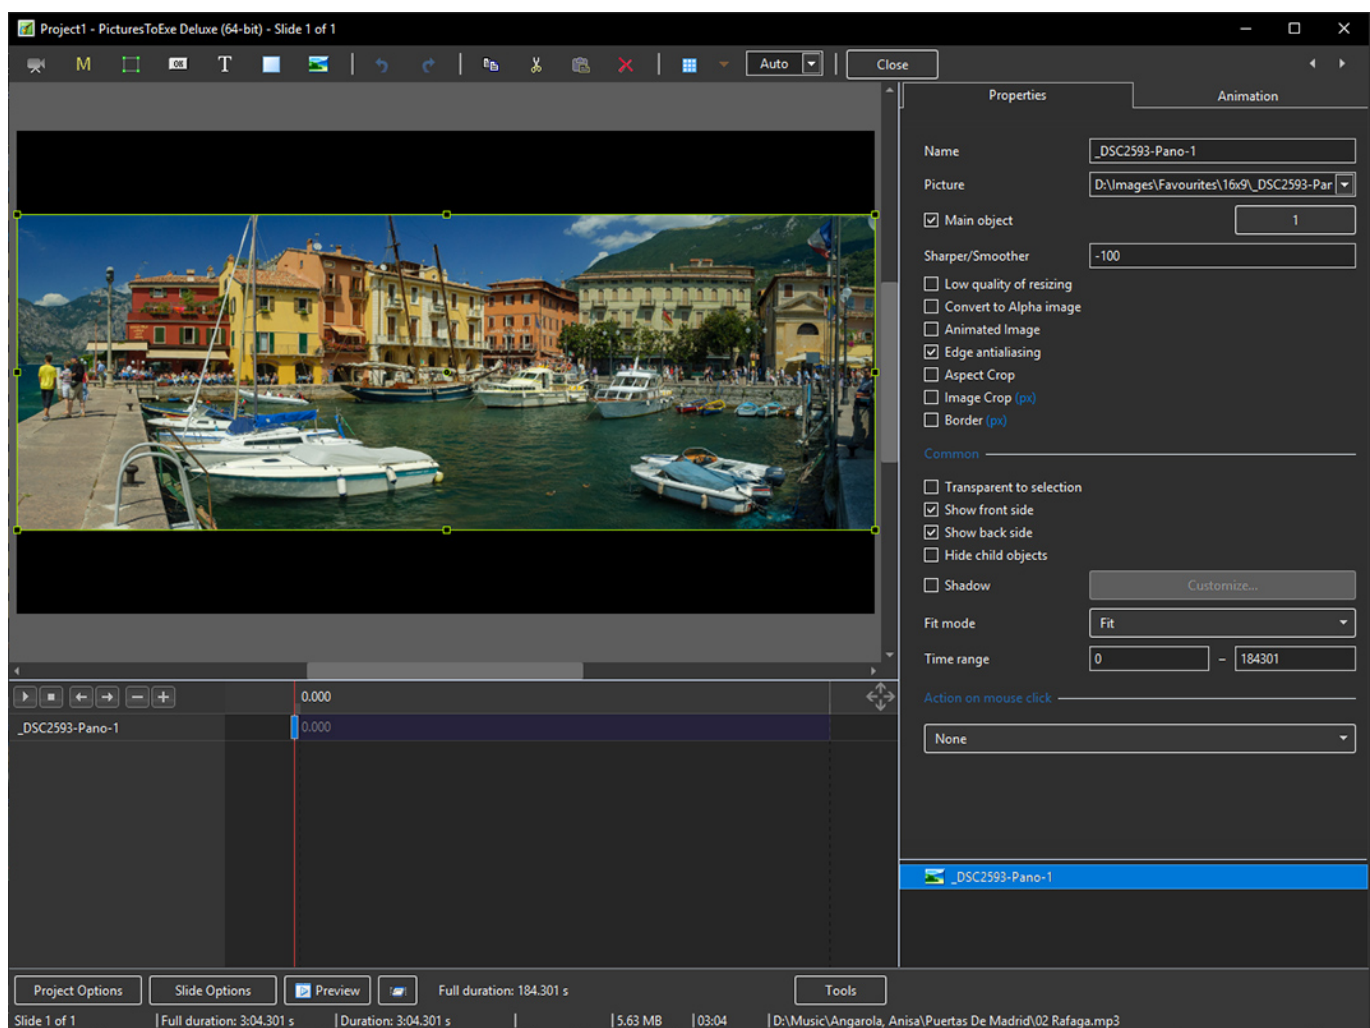 Project1 - PicturesToExe Deluxe (64-bit) - Slide 1 of 1
M OK T Auto Close
Properties Animation
Name _DSC2593-Pano-1
Picture D:\Images\Favourites\16x9\_DSC2593-Par
Main object 1
Sharper/Smoother -100
Low quality of resizing
Convert to Alpha image
Animated Image
Edge antialiasing
Aspect Crop
Image Crop (px)
Border (px)
Common
Transparent to selection
Show front side
Show back side
Hide child objects
Shadow Customize...
Fit mode Fit
Time range 0 – 184301
0.000
Action on mouse click
_DSC2593-Pano-1 0.000
None
_DSC2593-Pano-1
Project Options Slide Options Preview Full duration: 184.301 s Tools
Slide 1 of 1 Full duration: 3:04.301 s Duration: 3:04.301 s 5.63 MB 03:04 D:\Music\Angarola, Anisa\Puertas De Madrid\02 Rafaga.mp3